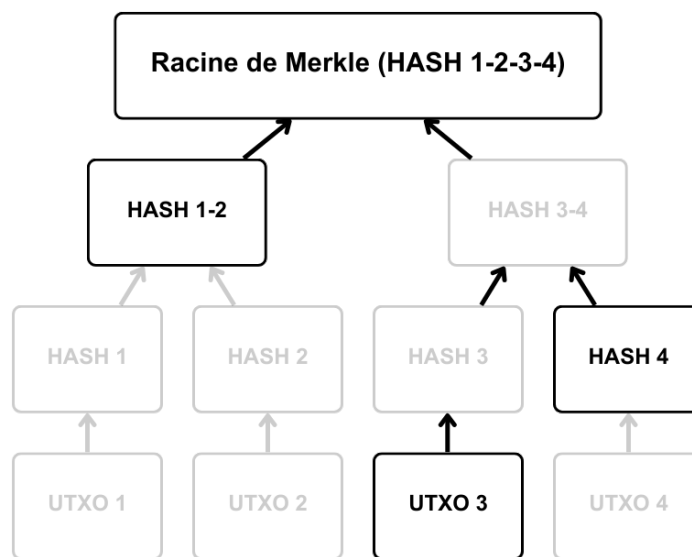 Racine de Merkle (HASH 1-2-3-4)
HASH 1-2
HASH 3-4
HASH 1
HASH 2
HASH 3
HASH 4
UTXO 1
UTXO 2
UTXO 3
UTXO 4